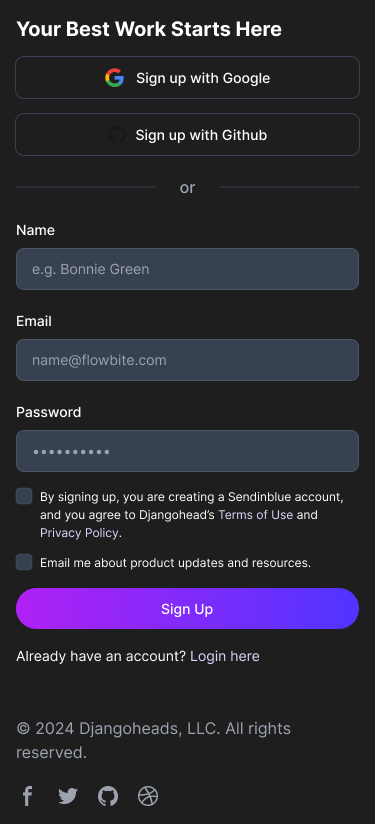 Your Best Work Starts Here
Sign up with Google
Sign up with Github
or
Name
e.g. Bonnie Green
Email
name@flowbite.com
Password
••••••••••
By signing up, you are creating a Sendinblue account,
and you agree to Djangohead’s Terms of Use and
Privacy Policy.
Email me about product updates and resources.
Sign Up
Already have an account? Login here
© 2024 Djangoheads, LLC. All rights
reserved.